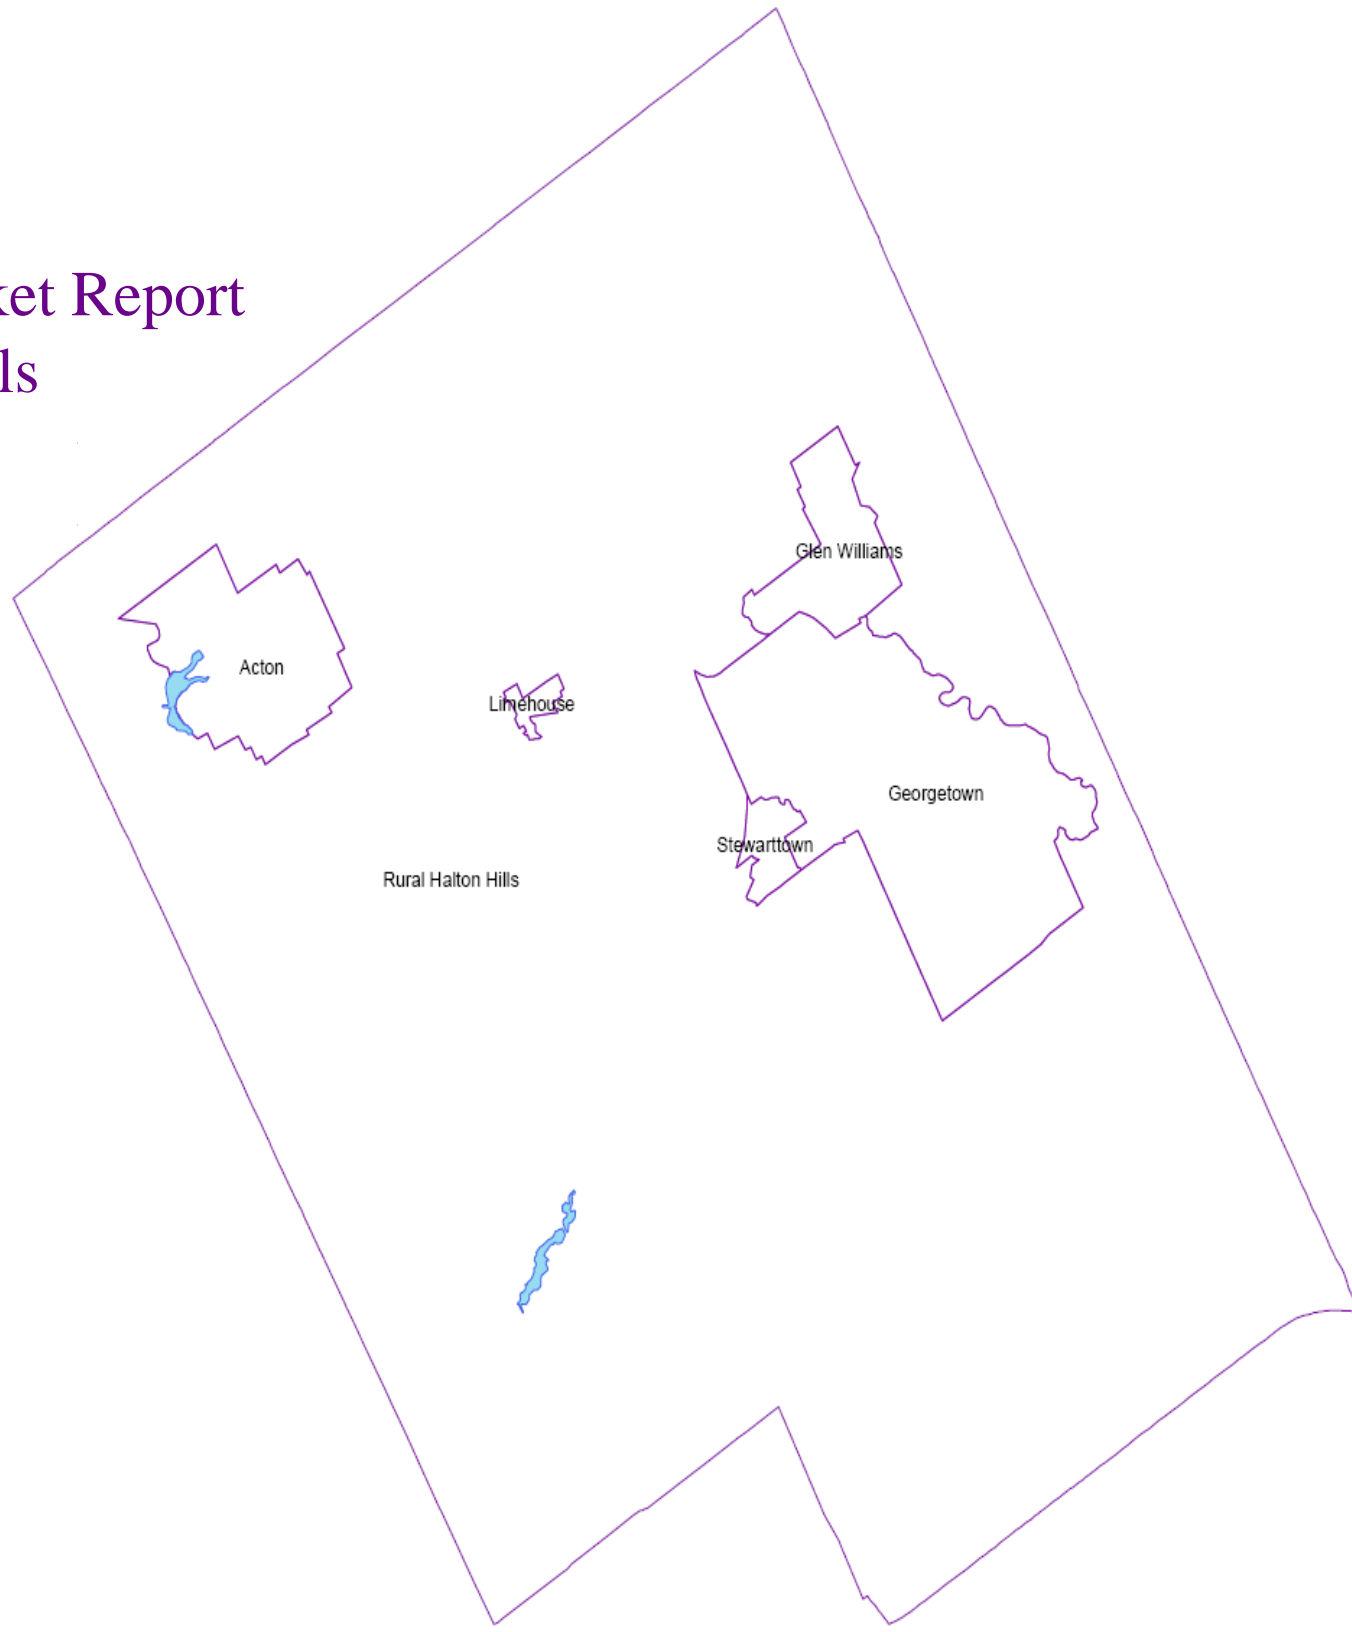 ket Report
ls
Glen Williams
Acton
Limehouse
Georgetown
Stewarttown
Rural Halton Hills